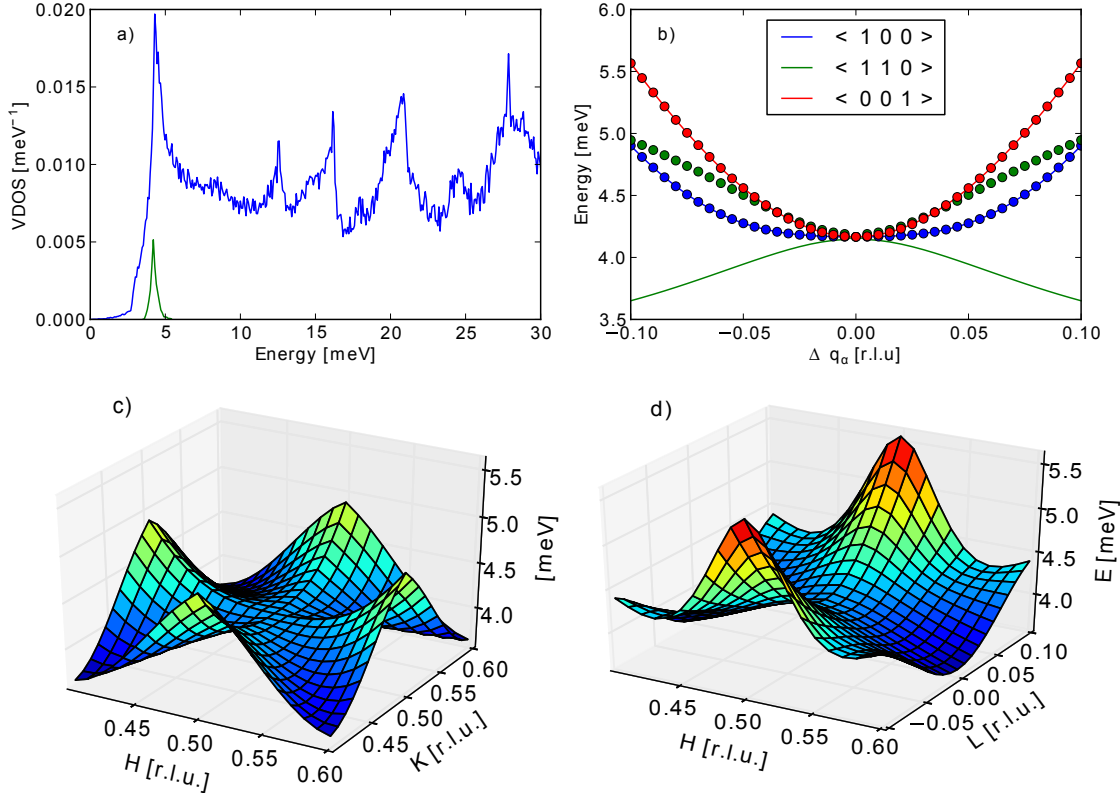 a)
0.020
0.015
0.010
0.005
0.000
VDOS [meV⁻¹]
0 5 10 15 20 25 30
Energy [meV]
b)
< 1 0 0 >
< 1 1 0 >
< 0 0 1 >
6.0
5.5
5.0
4.5
4.0
3.5
Energy [meV]
−0.10 −0.05 0.00 0.05 0.10
Δ qα [r.l.u]
c)
5.5
5.0
4.5
4.0
[meV]
0.45 0.50 0.55 0.60
H [r.l.u.]
0.45 0.50 0.55 0.60
K [r.l.u.]
d)
5.5
5.0
4.5
4.0
E [meV]
0.45 0.50 0.55 0.60
H [r.l.u.]
−0.05 0.00 0.05 0.10
L [r.l.u.]